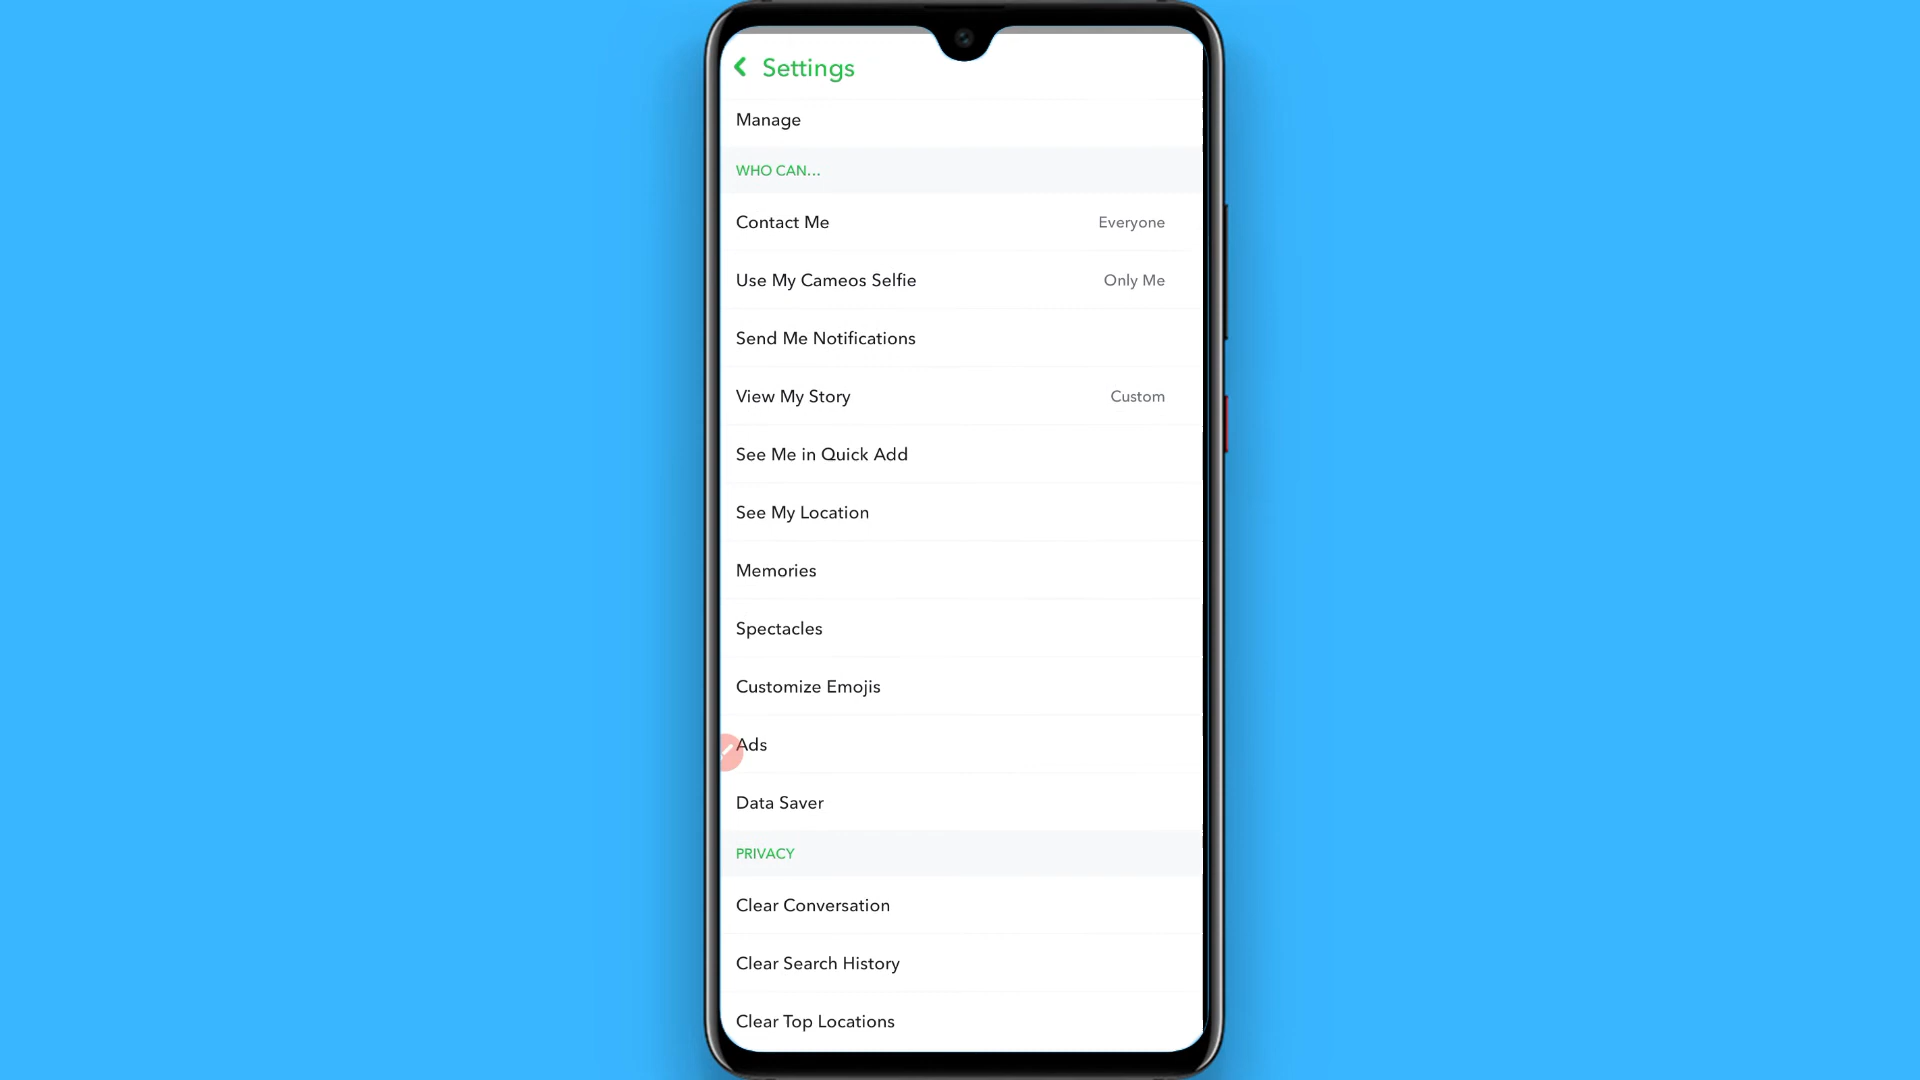 Settings
Manage
WHO CAN...
Contact Me Everyone
Use My Cameos Selfie Only Me
Send Me Notifications
View My Story Custom
See Me in Quick Add
See My Location
Memories
Spectacles
Customize Emojis
Ads
Data Saver
PRIVACY
Clear Conversation
Clear Search History
Clear Top Locations